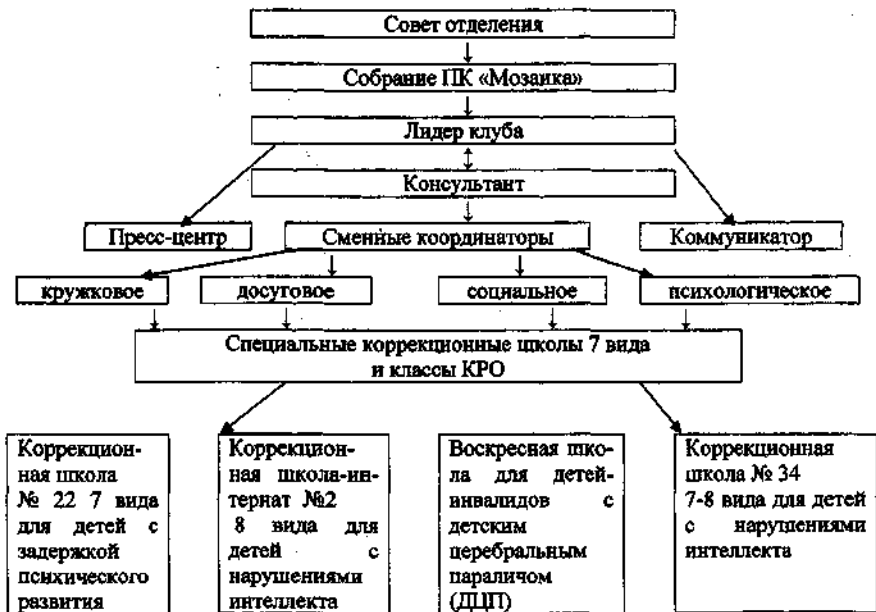 Совет отделения
Собрание ПК «Мозаика»
Лидер клуба
Консультант
Пресс-центр
Сменные координаторы
Коммуникатор
кружковое
досуговое
социальное
психологическое
Специальные коррекционные школы 7 вида
и классы КРО
Коррекцион-
ная школа
№ 22 7 вида
для детей с
задержкой
психического
развития
Коррекцион-
ная школа-ин-
тернат №2
8 вида для
детей с
нарушениями
интеллекта
Воскресная шко-
ла для детей-
инвалидов с
детским
церебральным
параличом
(ДЦП)
Коррекционная
школа № 34
7-8 вида для детей
с нарушениями
интеллекта